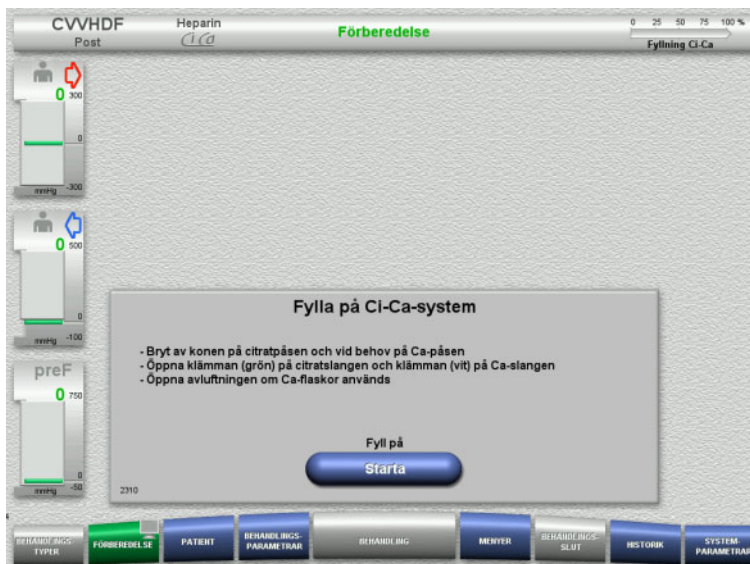 CVVHDF
Post
Heparin
Ci Ca
Förberedelse
0 25 50 75 100 %
Fyllning Ci-Ca
0
300
0
mmHg -300
0
500
0
mmHg -100
preF
0
750
0
mmHg -50
Fylla på Ci-Ca-system
- Bryt av konen på citratpåsen och vid behov på Ca-påsen
- Öppna klämman (grön) på citratslangen och klämman (vit) på Ca-slangen
- Öppna avluftningen om Ca-flaskor används
Fyll på
Starta
2310
BEHANDLINGS-
TYPER
FÖRBEREDELSE
PATIENT
BEHANDLINGS-
PARAMETRAR
BEHANDLING
MENYER
BEHANDLINGS-
SLUT
HISTORIK
SYSTEM-
PARAMETRAR